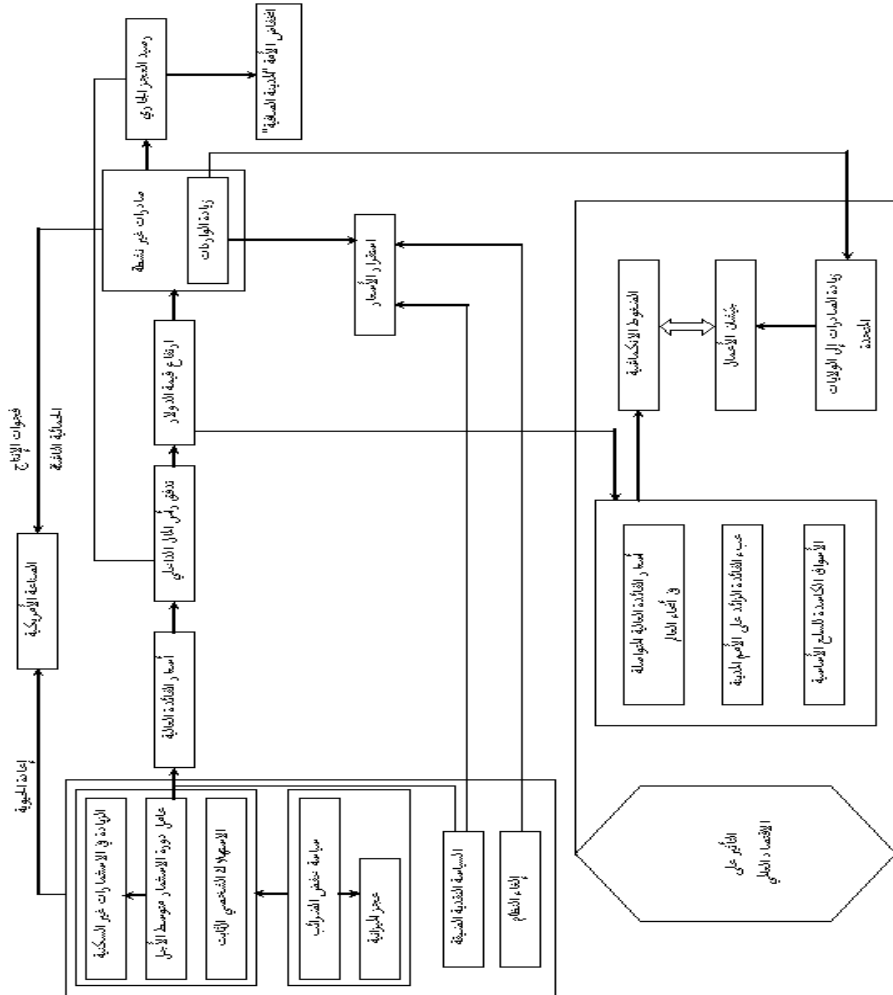 فجوات الإنتاج
الحمائية الناشئة
إعادة الحيوية
الصناعة الأمريكية
الزيادة في الاستثمارات غير السكنية
عامل دورة الاستثمار متوسط الأجل
الاستهلاك الشخصي الثابت
سياسة خفض الضرائب
عجز الميزانية
السياسة النقدية الضيقة
إلغاء النظام
أسعار الفائدة العالية
تدفق رأس المال الداخلي
ارتفاع قيمة الدولار
صادرات غير نشطة
زيادة الواردات
رصيد العجز الجاري
انخفاض الأمة "المدينة الصافية"
استقرار الأسعار
التأثير على
الاقتصاد العالمي
أسعار الفائدة العالية المتواصلة
في أنحاء العالم
عبء الفائدة الزائد على الأمم المدينة
الأسواق الكاسدة للسلع الأساسية
الضغوط الانكماشية
جيشان الأعمال
زيادة الصادرات إلى الولايات
المتحدة